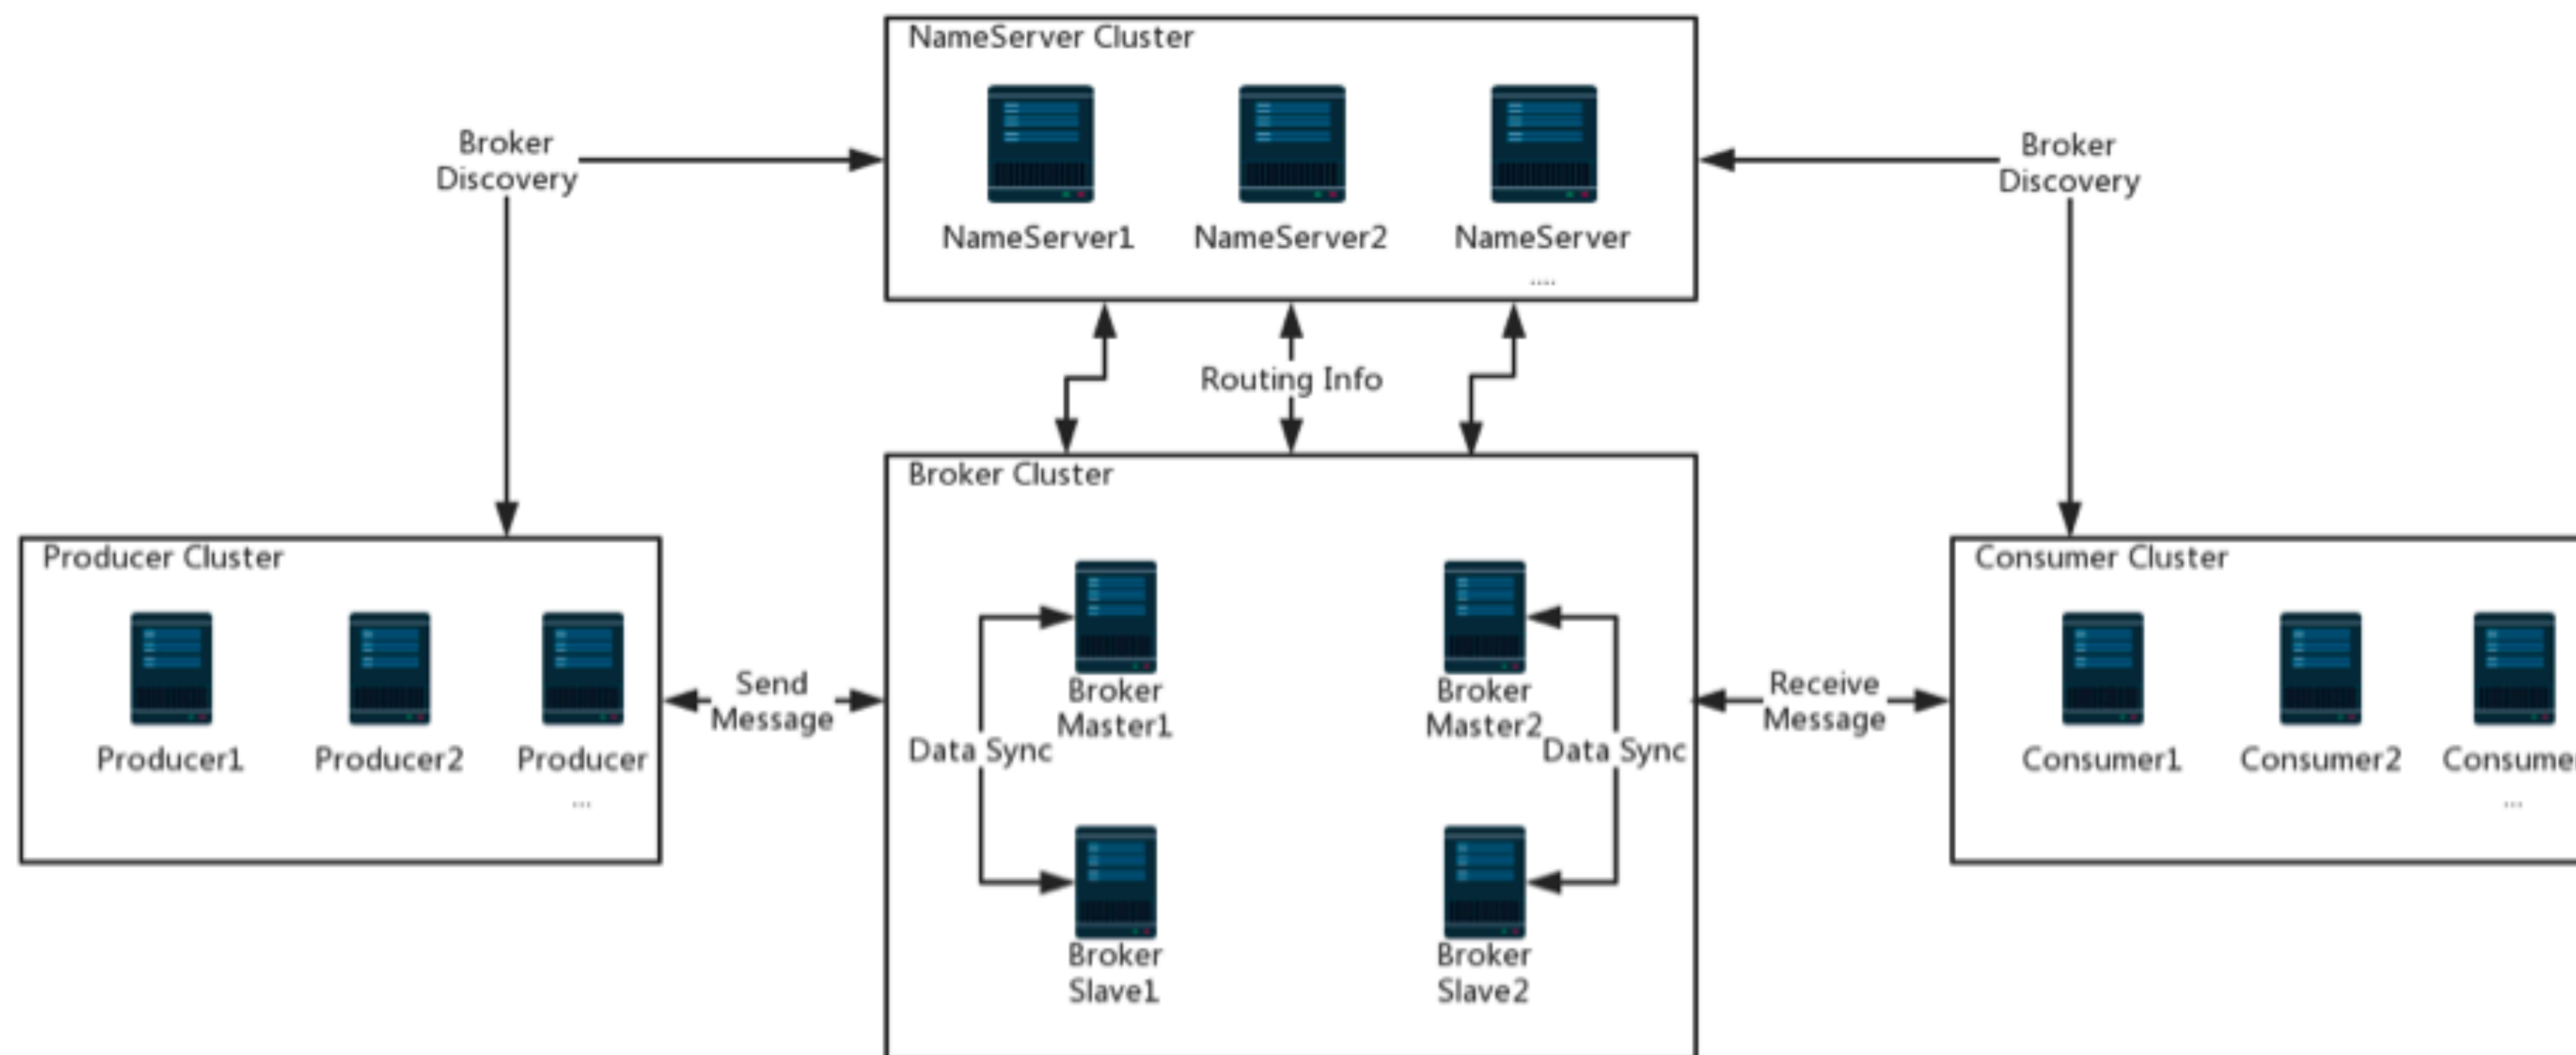 NameServer Cluster
NameServer1
NameServer2
NameServer
....
Broker
Discovery
Broker
Discovery
Routing Info
Producer Cluster
Producer1
Producer2
Producer
...
Send
Message
Broker Cluster
Broker
Master1
Broker
Master2
Data Sync
Data Sync
Broker
Slave1
Broker
Slave2
Receive
Message
Consumer Cluster
Consumer1
Consumer2
Consume
...